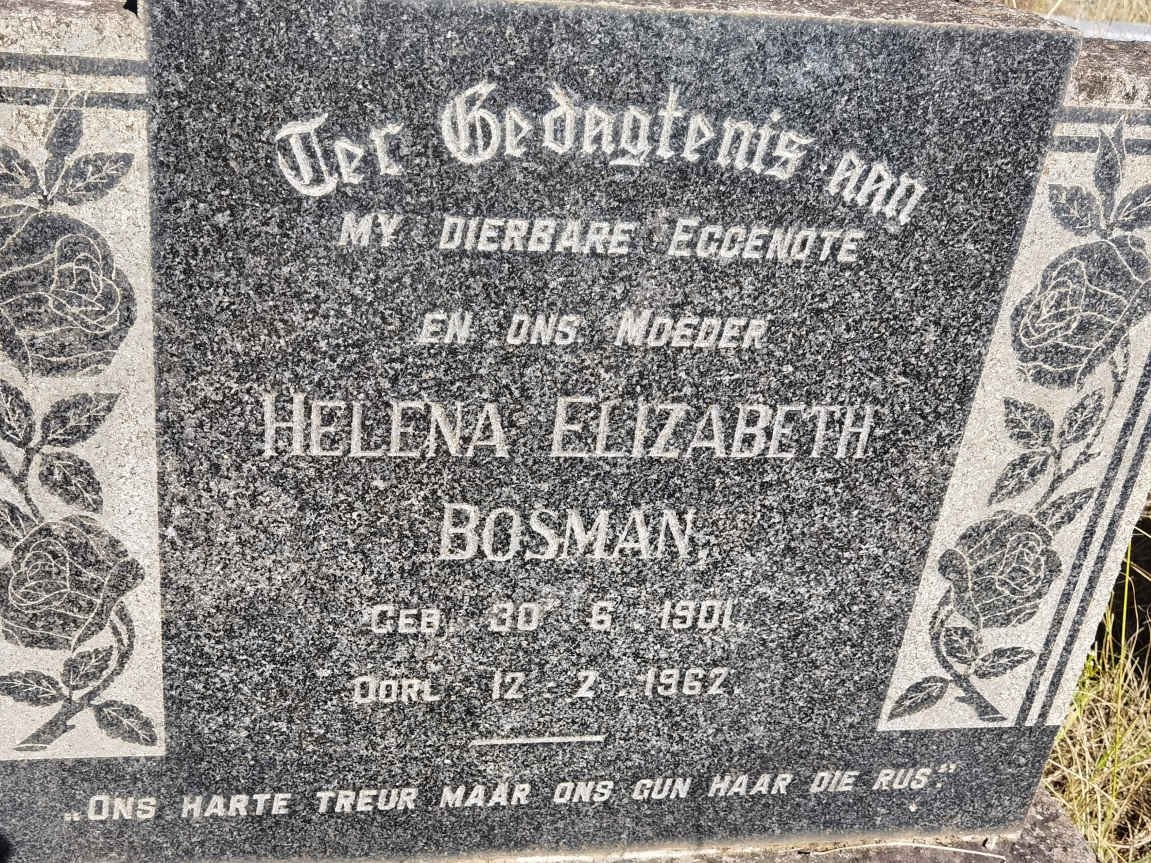 Ter Gedagtenis aan
MY DIERBARE EGGENOTE
EN ONS MOEDER
HELENA ELIZABETH
BOSMAN,
GEB. 30 . 6 . 1901.
OORL. 12 . 2 . 1962.
„ONS HARTE TREUR MAAR ONS GUN HAAR DIE RUS.”